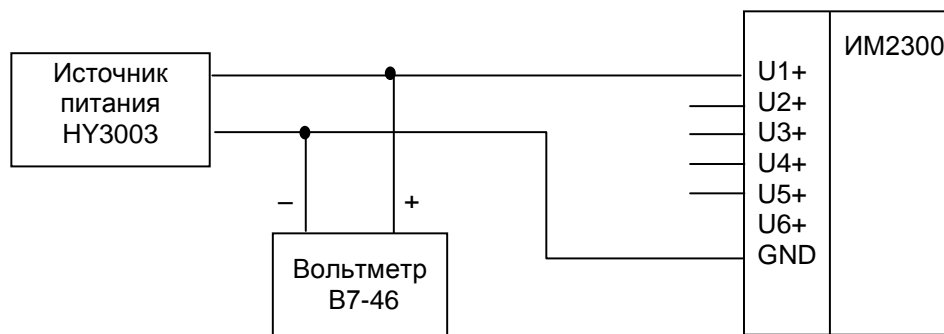 Источник
питания
HY3003
ИМ2300
U1+
U2+
U3+
U4+
U5+
U6+
GND
– +
Вольтметр
В7-46